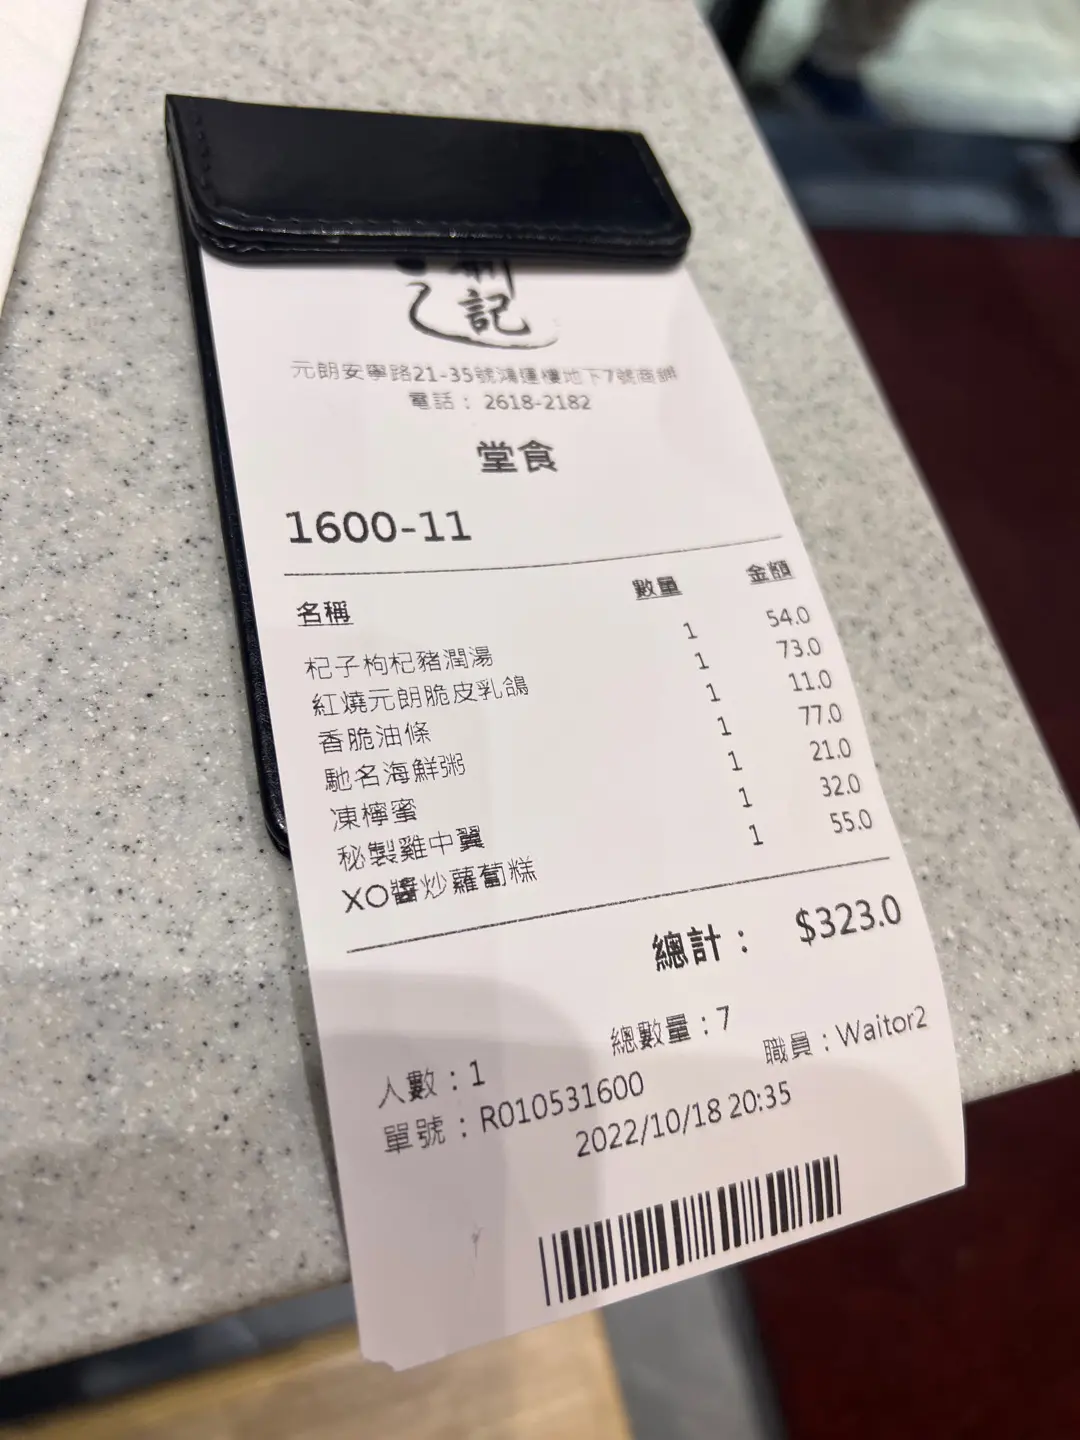 記
元朗安寧路21-35號鴻運樓地下7號商舖
電話： 2618-2182
堂食
1600-11
名稱 數量 金額
杞子枸杞豬潤湯 1 54.0
紅燒元朗脆皮乳鴿 1 73.0
香脆油條 1 11.0
馳名海鮮粥 1 77.0
凍檸蜜 1 21.0
秘製雞中翼 1 32.0
XO醬炒蘿蔔糕 1 55.0
總計： $323.0
總數量：7
人數：1 職員：Waitor2
單號：R010531600
2022/10/18 20:35